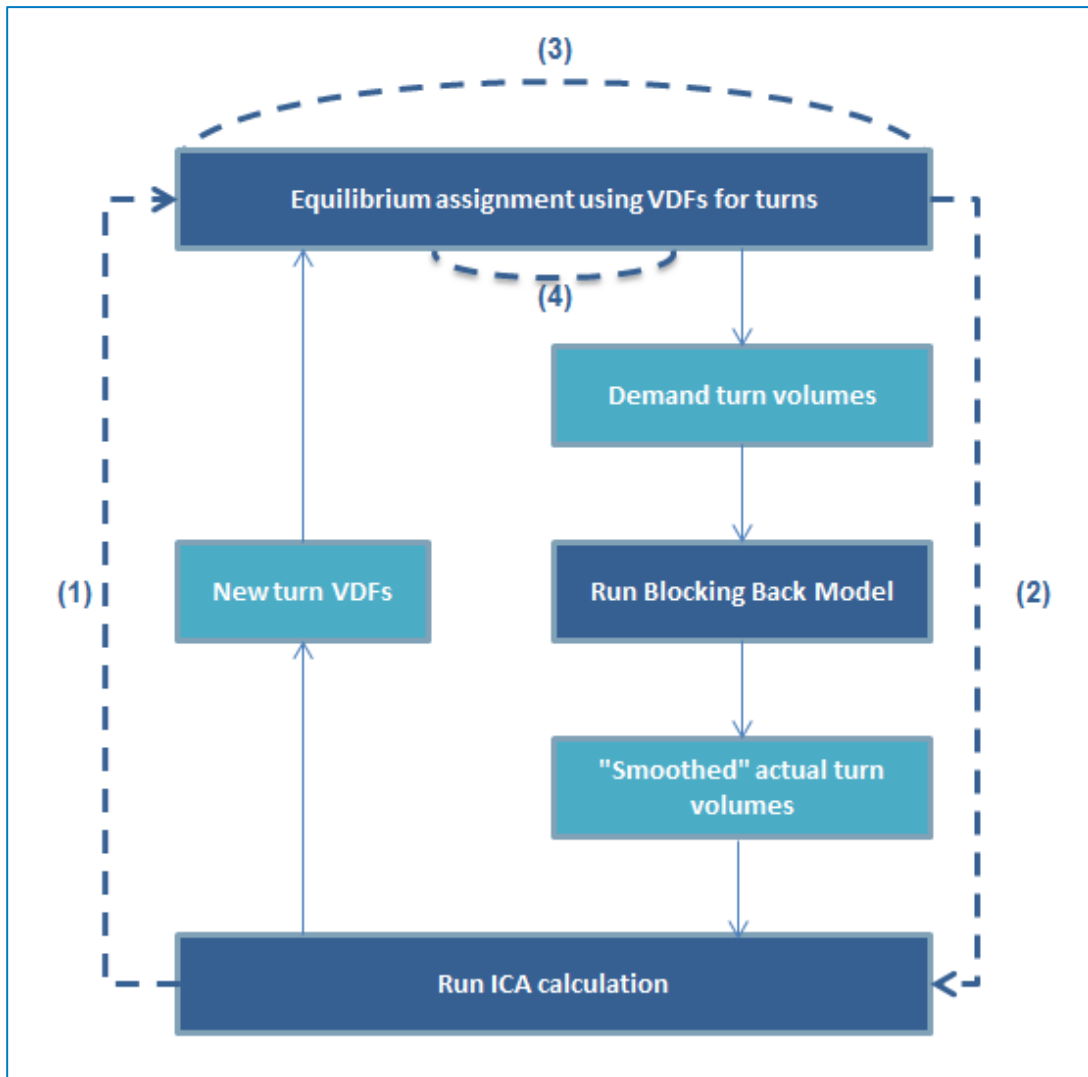 (3)
Equilibrium assignment using VDFs for turns
(4)
Demand turn volumes
New turn VDFs
Run Blocking Back Model
(1)
(2)
"Smoothed" actual turn
volumes
Run ICA calculation